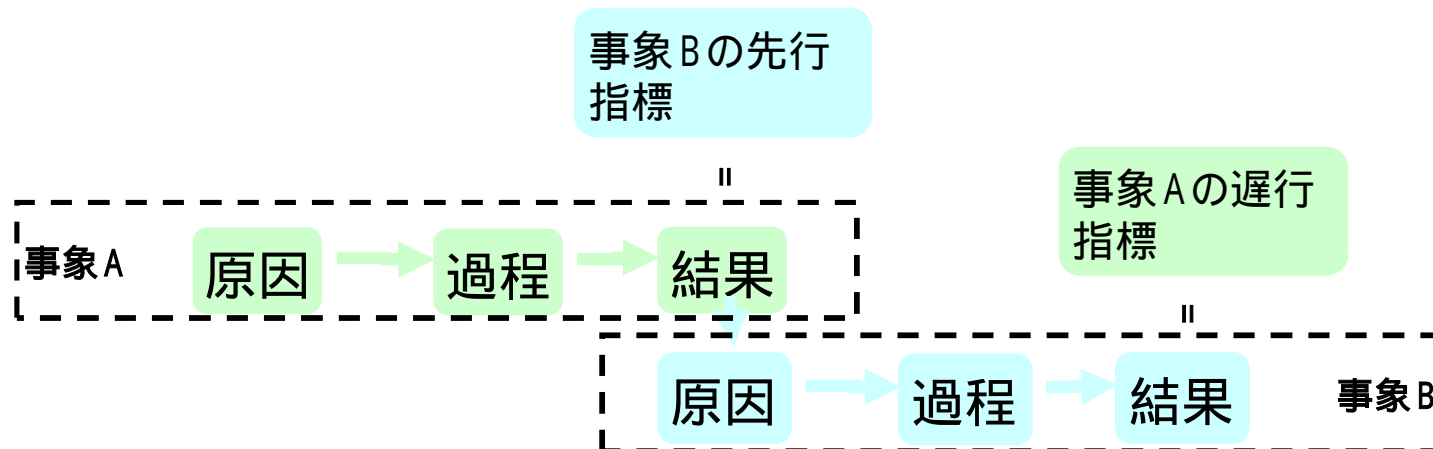 事象Bの先行
指標
=
事象Aの遅行
指標
事象A
原因
過程
結果
=
原因
過程
結果
事象B